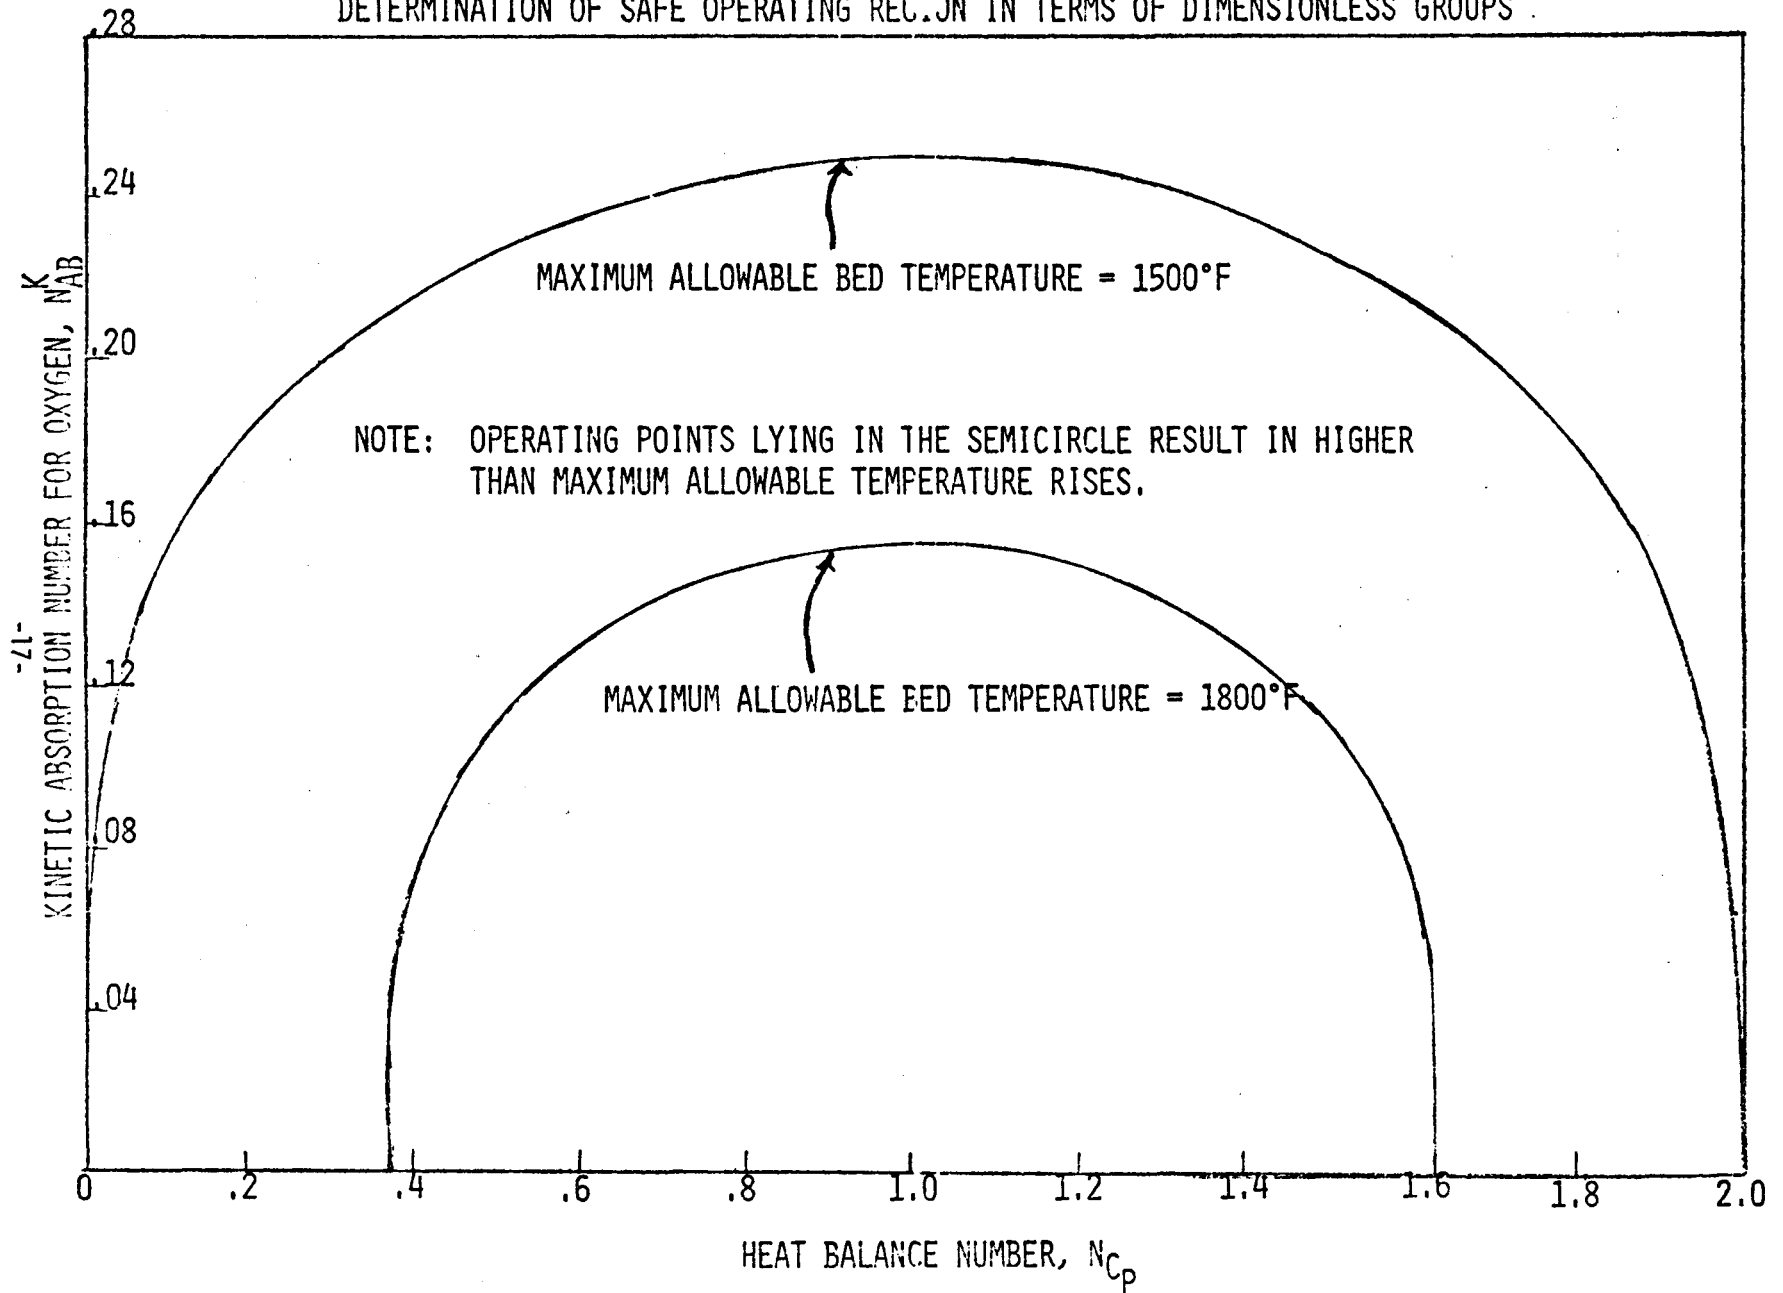 DETERMINATION OF SAFE OPERATING REC.ON IN TERMS OF DIMENSIONLESS GROUPS
.28
.24
.20
.16
.12
.08
.04
KINETIC ABSORPTION NUMBER FOR OXYGEN, N^K_AB
-17-
MAXIMUM ALLOWABLE BED TEMPERATURE = 1500°F
NOTE: OPERATING POINTS LYING IN THE SEMICIRCLE RESULT IN HIGHER
THAN MAXIMUM ALLOWABLE TEMPERATURE RISES.
MAXIMUM ALLOWABLE BED TEMPERATURE = 1800°F
0 .2 .4 .6 .8 1.0 1.2 1.4 1.6 1.8 2.0
HEAT BALANCE NUMBER, N_Cp